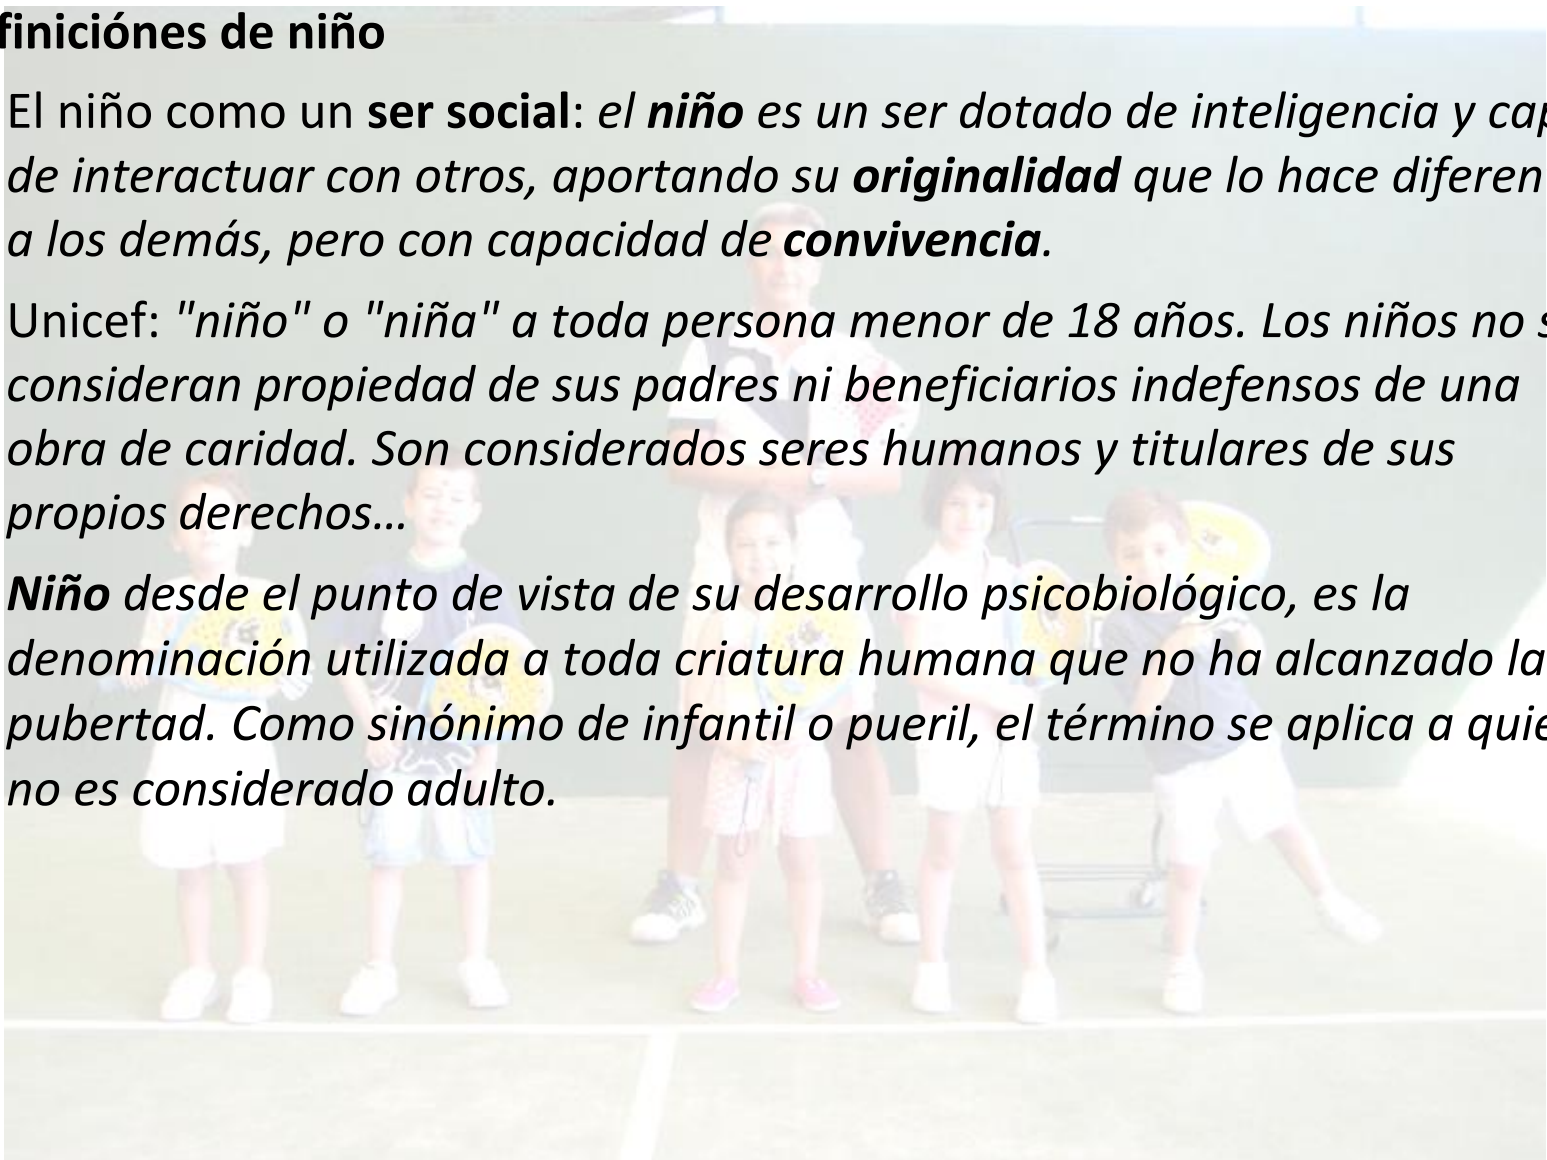 finiciónes de niño
El niño como un ser social: el niño es un ser dotado de inteligencia y cap
de interactuar con otros, aportando su originalidad que lo hace diferen
a los demás, pero con capacidad de convivencia.
Unicef: "niño" o "niña" a toda persona menor de 18 años. Los niños no s
consideran propiedad de sus padres ni beneficiarios indefensos de una
obra de caridad. Son considerados seres humanos y titulares de sus
propios derechos…
Niño desde el punto de vista de su desarrollo psicobiológico, es la
denominación utilizada a toda criatura humana que no ha alcanzado la
pubertad. Como sinónimo de infantil o pueril, el término se aplica a quie
no es considerado adulto.